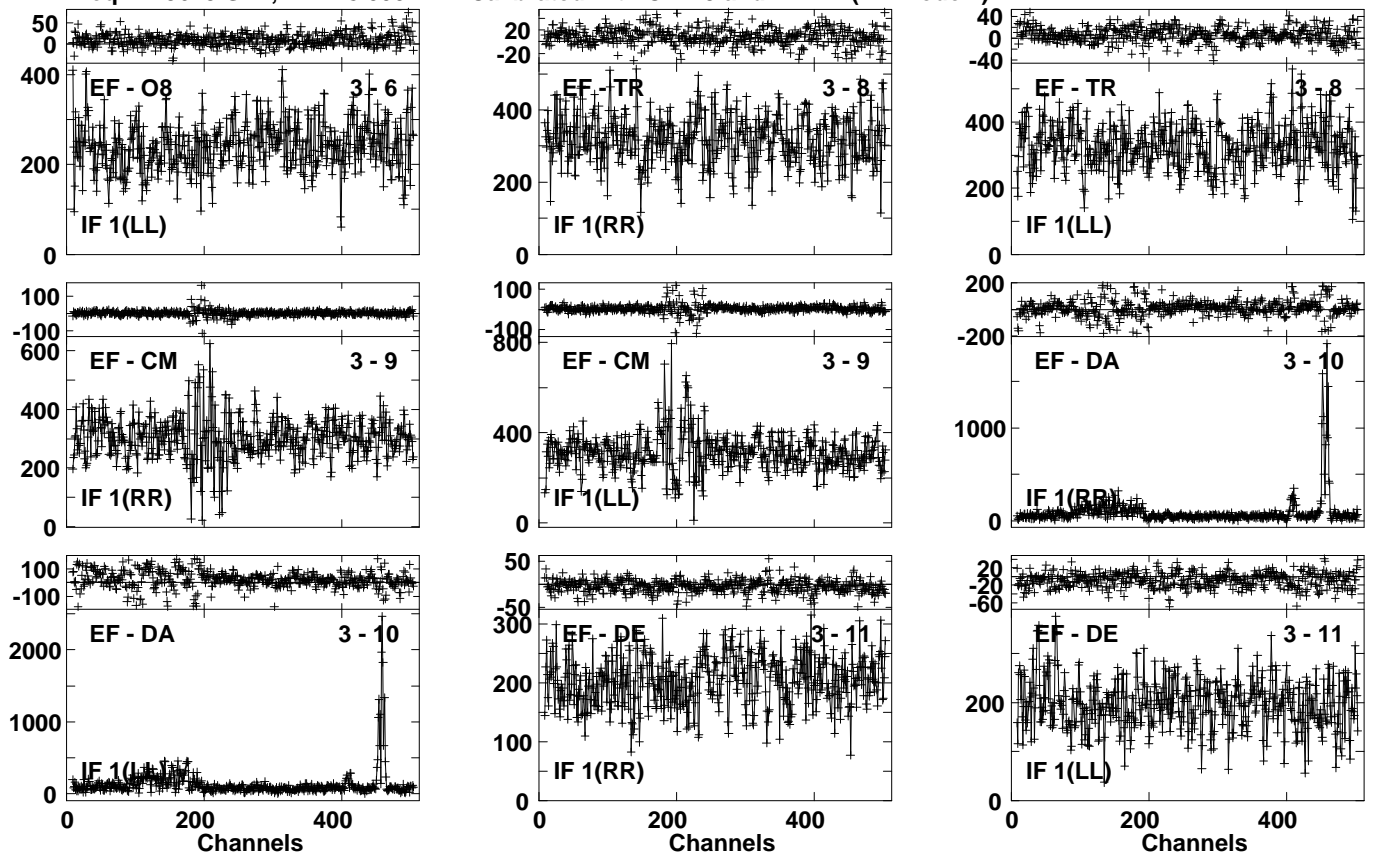 50
0
400
200
0
EF - O8 3 - 6
IF 1(LL)
20
-20
400
200
0
EF - TR 3 - 8
IF 1(RR)
40
0
-40
400
200
0
EF - TR 3 - 8
IF 1(LL)
100
-100
600
400
200
0
EF - CM 3 - 9
IF 1(RR)
100
-100
800
400
0
EF - CM 3 - 9
IF 1(LL)
200
-200
1000
0
EF - DA 3 - 10
IF 1(RR)
100
-100
2000
1000
0
EF - DA 3 - 10
IF 1(LL)
0 200 400
Channels
50
-50
300
200
100
0
EF - DE 3 - 11
IF 1(RR)
0 200 400
Channels
20
-20
-60
200
0
EF - DE 3 - 11
IF 1(LL)
0 200 400
Channels